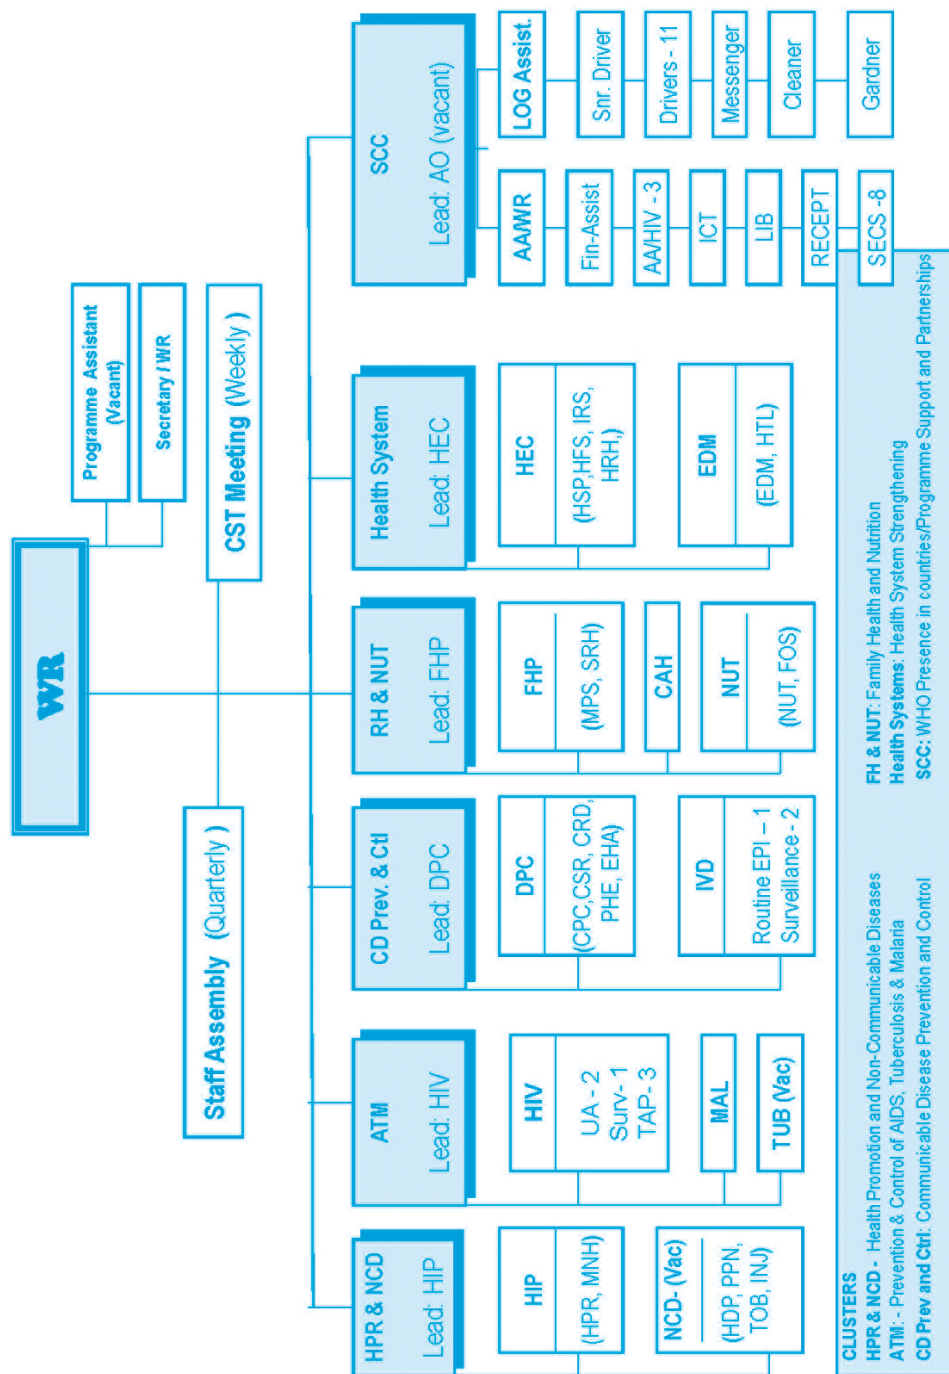 WR
Programme Assistant
(Vacant)
Secretary / WR
Staff Assembly (Quarterly )
CST Meeting (Weekly )
HPR & NCD
Lead: HIP
ATM
Lead: HIV
CD Prev. & Ctl
Lead: DPC
RH & NUT
Lead: FHP
Health System
Lead: HEC
SCC
Lead: AO (vacant)
HIP
(HPR, MNH)
NCD- (Vac)
(HDP, PPN,
TOB, INJ)
HIV
UA - 2
Surv- 1
TAP- 3
MAL
TUB (Vac)
DPC
(CPC,CSR, CRD,
PHE, EHA)
IVD
Routine EPI – 1
Surveillance - 2
FHP
(MPS, SRH)
CAH
NUT
(NUT, FOS)
HEC
(HSP,HFS, IRS,
HRH,)
EDM
(EDM, HTL)
AA/WR
Fin-Assist
AA/HIV - 3
ICT
LIB
RECEPT
SECS -8
LOG Assist.
Snr. Driver
Drivers - 11
Messenger
Cleaner
Gardner
CLUSTERS
HPR & NCD - Health Promotion and Non-Communicable Diseases
ATM: - Prevention & Control of AIDS, Tuberculosis & Malaria
CD Prev and Ctrl: Communicable Disease Prevention and Control
FH & NUT: Family Health and Nutrition
Health Systems: Health System Strengthening
SCC: WHO Presence in countries/Programme Support and Partnerships